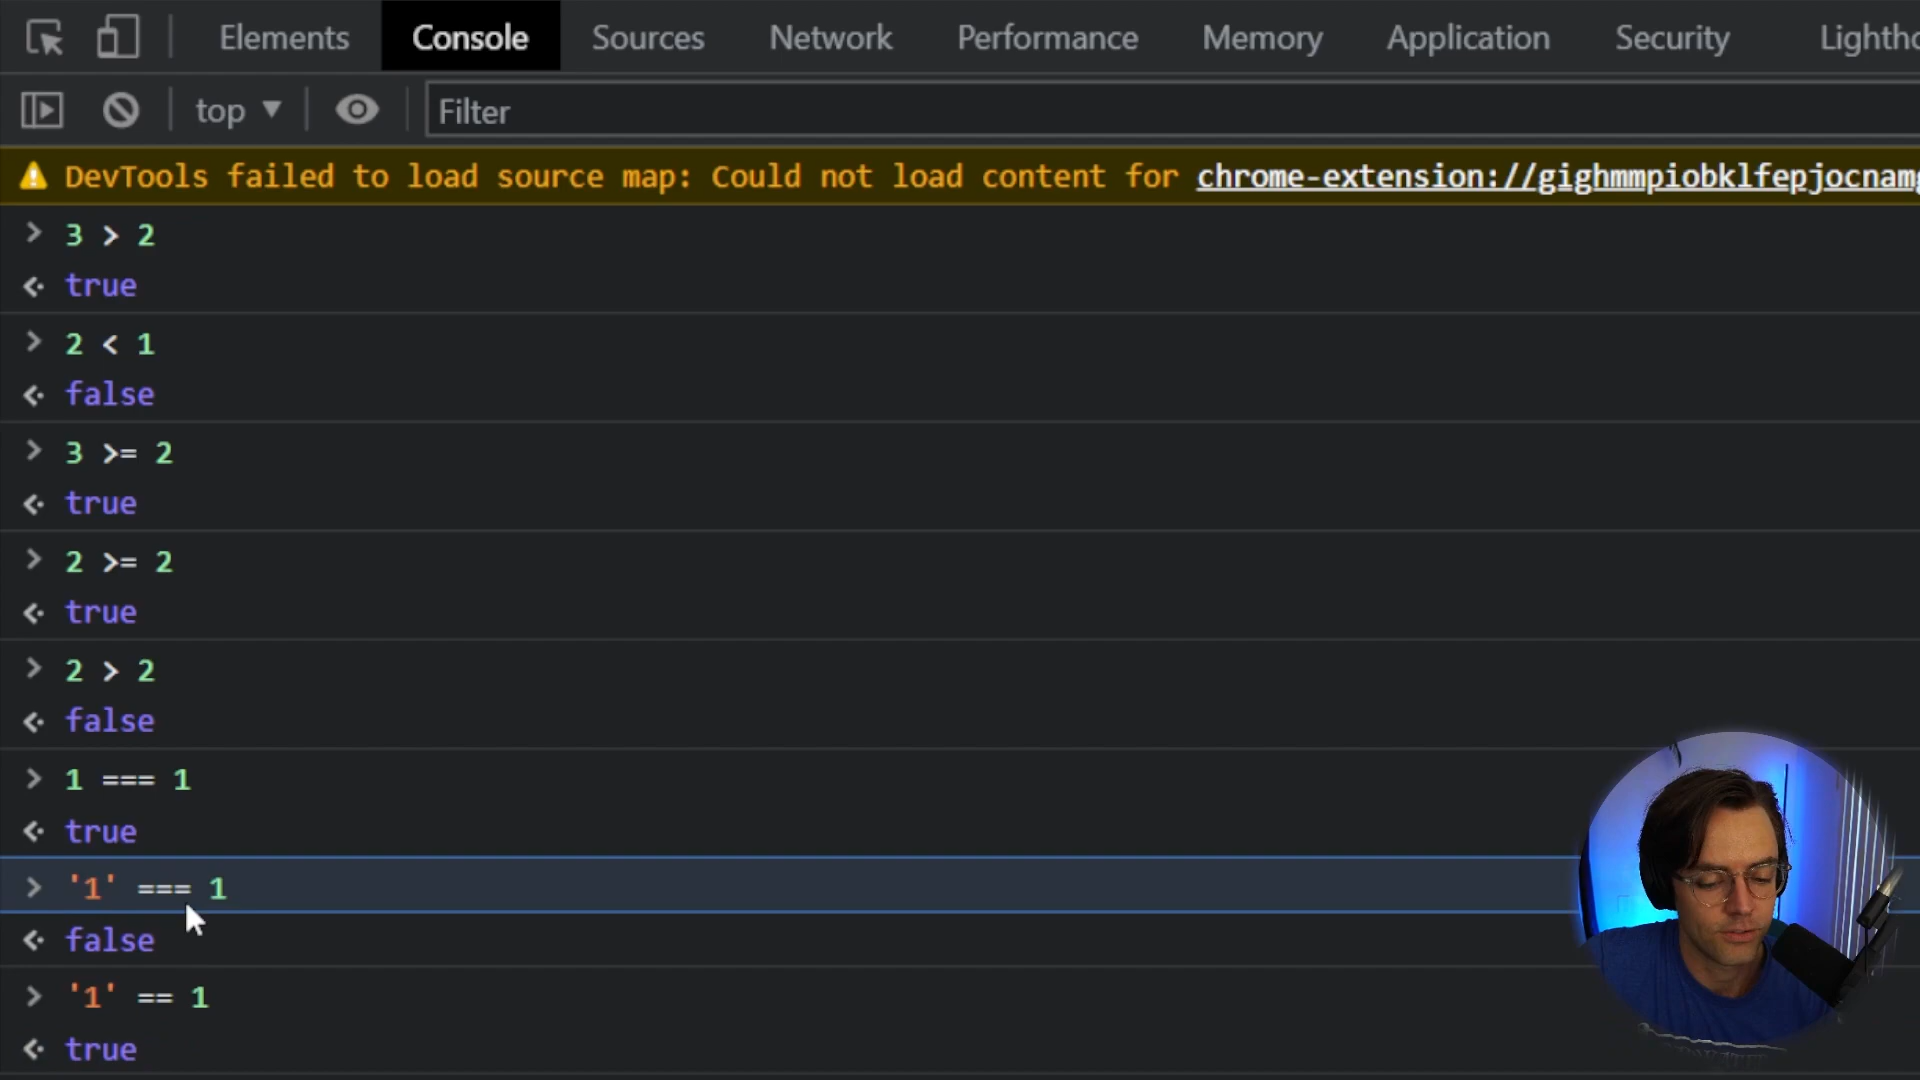 Elements Console Sources Network Performance Memory Application Security Lightho
top Filter
DevTools failed to load source map: Could not load content for chrome-extension://gighmmpiobklfepjocnamg
> 3 > 2
true
> 2 < 1
false
> 3 >= 2
true
> 2 >= 2
true
> 2 > 2
false
> 1 === 1
true
> '1' === 1
false
> '1' == 1
true